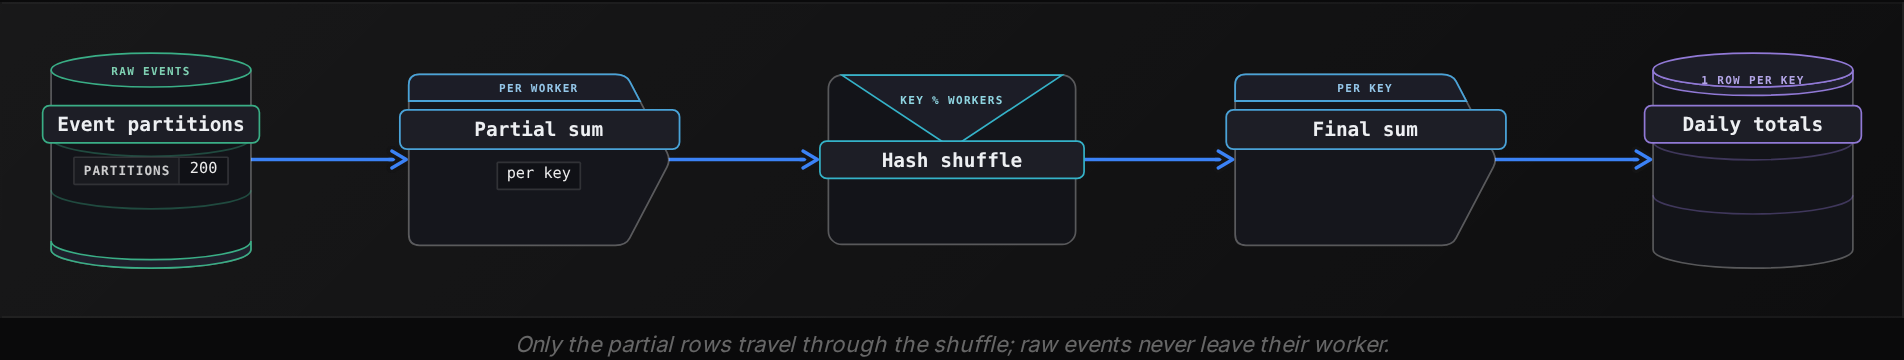 RAW EVENTS
Event partitions
PARTITIONS 200
PER WORKER
Partial sum
per key
KEY % WORKERS
Hash shuffle
PER KEY
Final sum
1 ROW PER KEY
Daily totals
Only the partial rows travel through the shuffle; raw events never leave their worker.